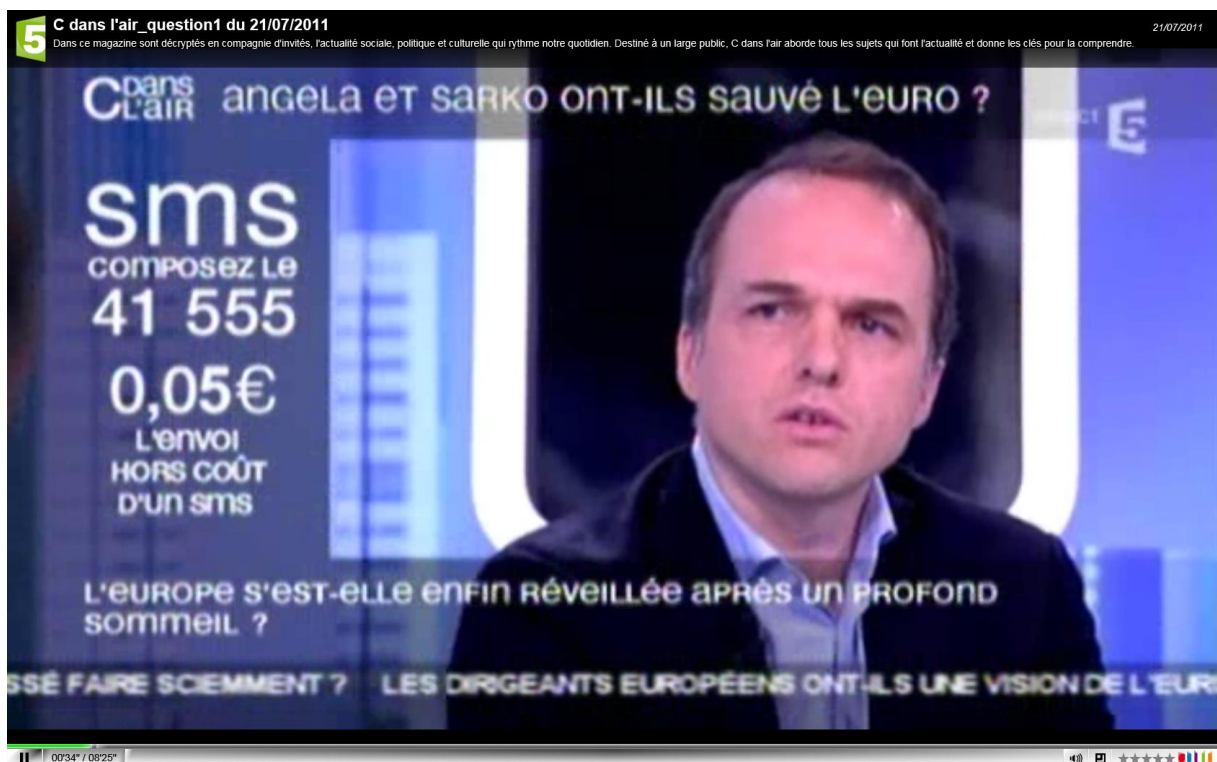 5
C dans l'air_question1 du 21/07/2011
21/07/2011
Dans ce magazine sont décryptés en compagnie d'invités, l'actualité sociale, politique et culturelle qui rythme notre quotidien. Destiné à un large public, C dans l'air aborde tous les sujets qui font l'actualité et donne les clés pour la comprendre.
C DANS L'AIR
ANGELA ET SARKO ONT-ILS SAUVÉ L'EURO ?
5
SMS
COMPOSEZ LE
41 555
0,05€
L'ENVOI
HORS COÛT
D'UN SMS
L'EUROPE S'EST-ELLE ENFIN RÉVEILLÉE APRÈS UN PROFOND
SOMMEIL ?
SSÉ FAIRE SCIEMMENT ? LES DIRIGEANTS EUROPÉENS ONT-ILS UNE VISION DE L'EUR
00'34" / 08'25"